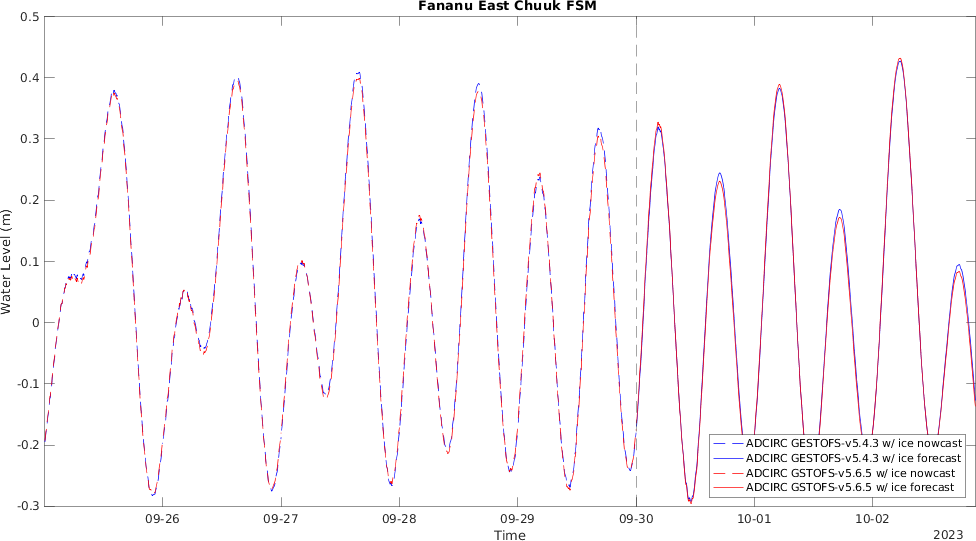 Fananu East Chuuk FSM
0.5
0.4
0.3
0.2
0.1
0
-0.1
-0.2
-0.3
Water Level (m)
ADCIRC GESTOFS-v5.4.3 w/ ice nowcast
ADCIRC GESTOFS-v5.4.3 w/ ice forecast
ADCIRC GSTOFS-v5.6.5 w/ ice nowcast
ADCIRC GSTOFS-v5.6.5 w/ ice forecast
09-26 09-27 09-28 09-29 09-30 10-01 10-02
Time
2023